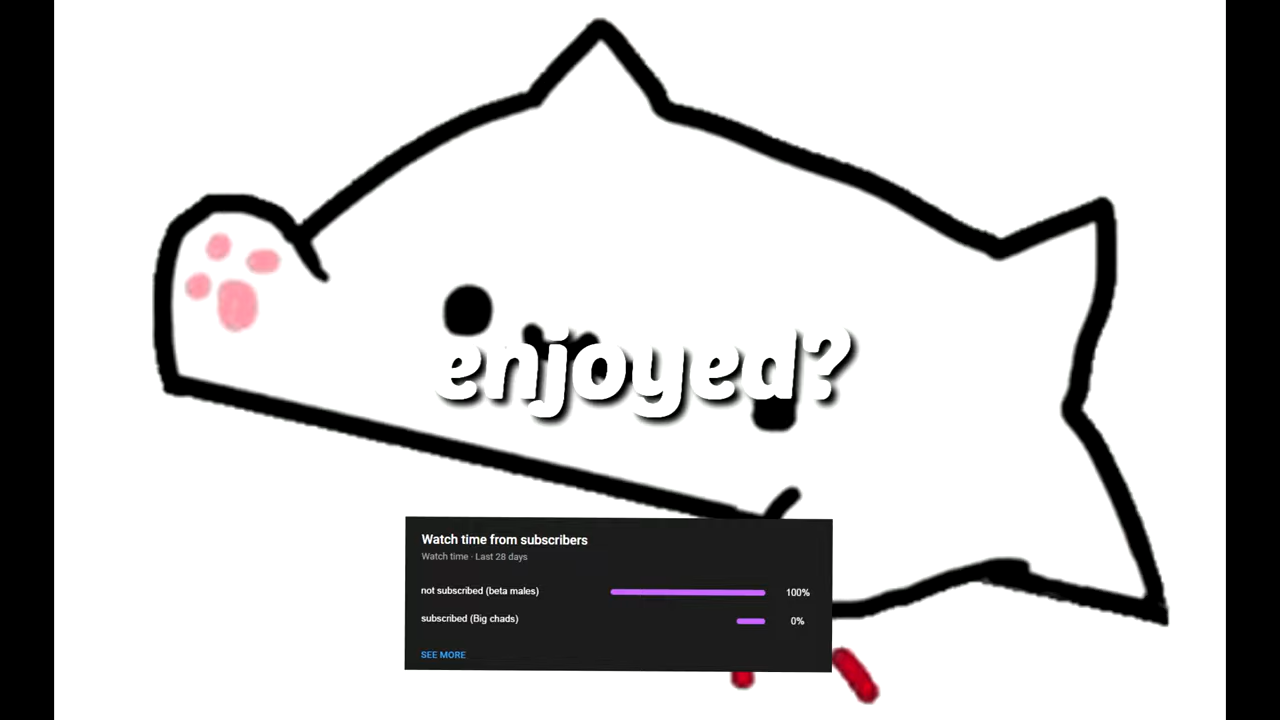 enjoyed?
Watch time from subscribers
Watch time · Last 28 days
not subscribed (beta males) 100%
subscribed (Big chads) 0%
SEE MORE